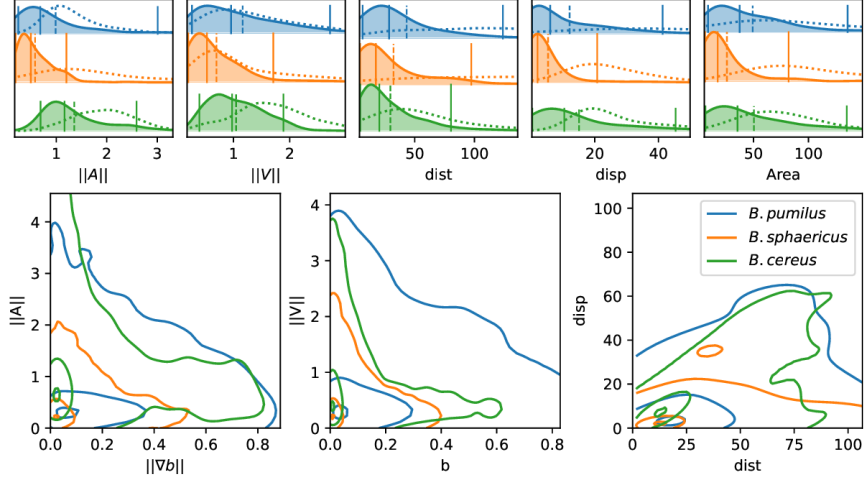 1 2 3
||A||
1 2
||V||
50 100
dist
20 40
disp
50 100
Area
4
3
2
1
0
||A||
0.0 0.2 0.4 0.6 0.8
||∇b||
4
3
2
1
0
||V||
0.0 0.2 0.4 0.6 0.8
b
100
80
60
40
20
0
disp
0 25 50 75 100
dist
B. pumilus
B. sphaericus
B. cereus